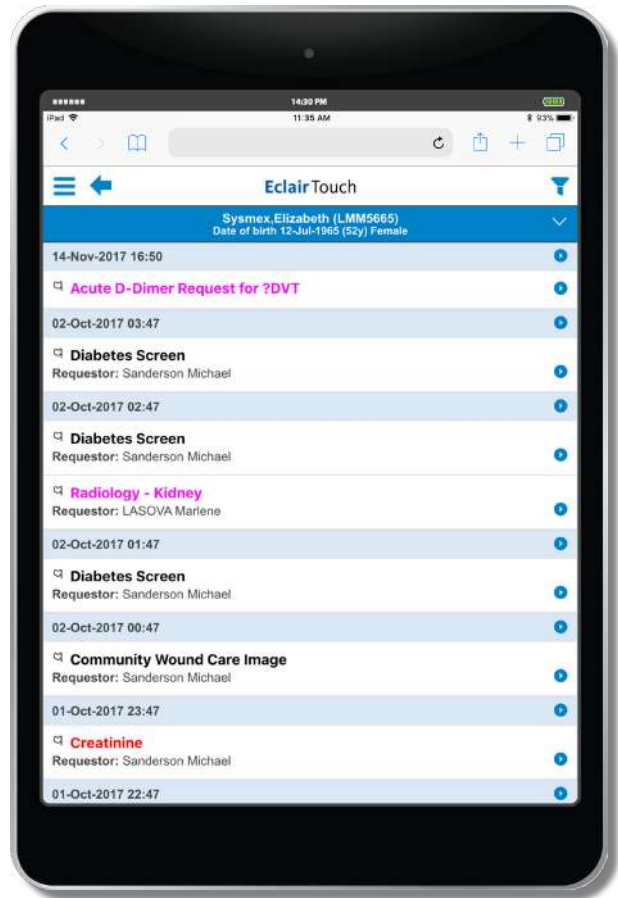 14:30 PM
iPad 11:35 AM 93%
Eclair Touch
Sysmex,Elizabeth (LMM5665)
Date of birth 12-Jul-1965 (52y) Female
14-Nov-2017 16:50
Acute D-Dimer Request for ?DVT
02-Oct-2017 03:47
Diabetes Screen
Requestor: Sanderson Michael
02-Oct-2017 02:47
Diabetes Screen
Requestor: Sanderson Michael
Radiology - Kidney
Requestor: LASOVA Marlene
02-Oct-2017 01:47
Diabetes Screen
Requestor: Sanderson Michael
02-Oct-2017 00:47
Community Wound Care Image
Requestor: Sanderson Michael
01-Oct-2017 23:47
Creatinine
Requestor: Sanderson Michael
01-Oct-2017 22:47